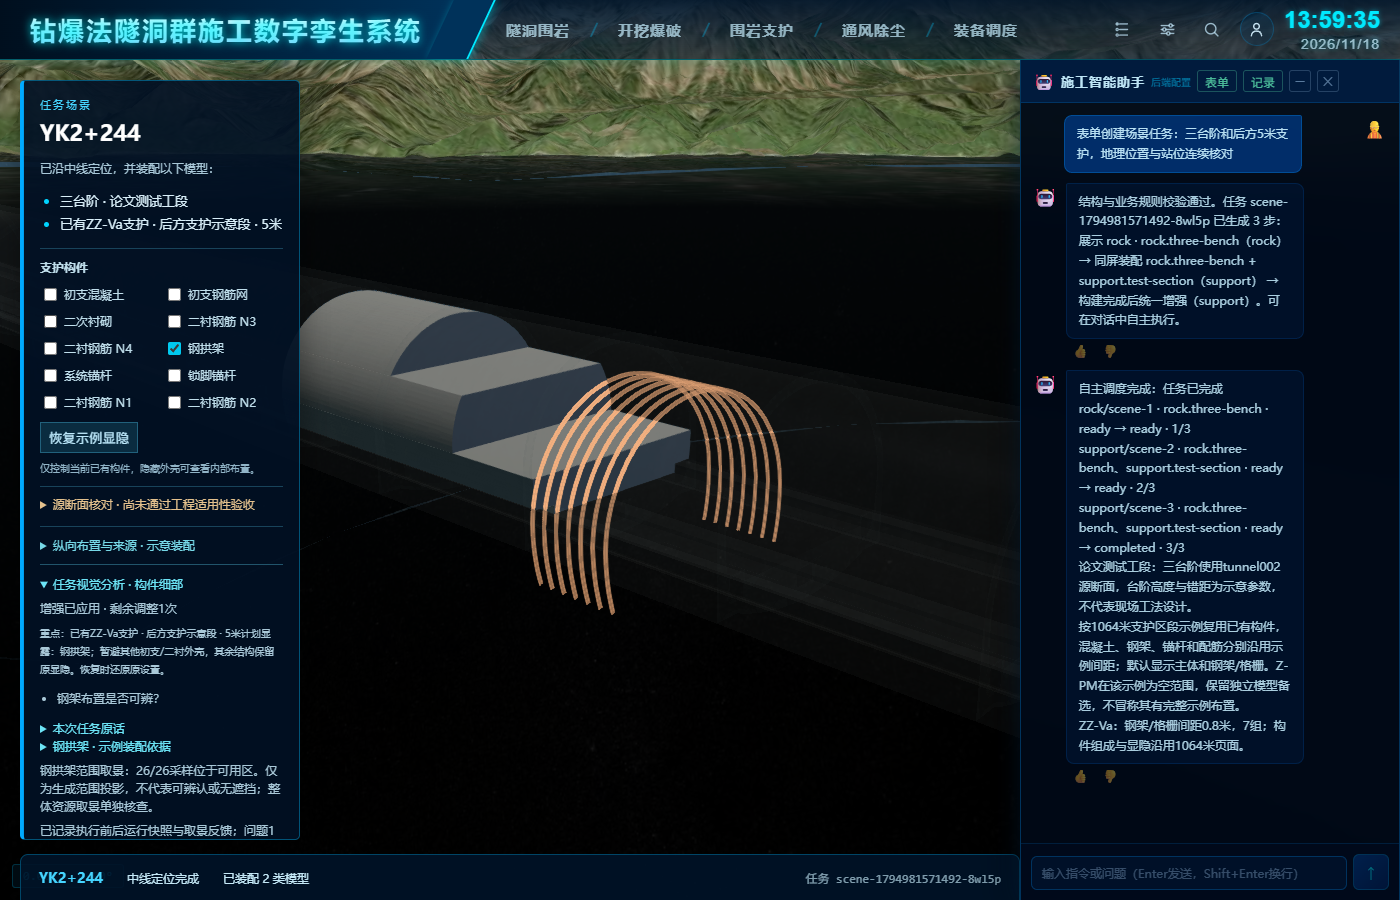 钻爆法隧洞群施工数字孪生系统
隧洞围岩 / 开挖爆破 / 围岩支护 / 通风除尘 / 装备调度
13:59:35
2026/11/18
任务场景
YK2+244
已沿中线定位，并装配以下模型：
三台阶 · 论文测试工段
已有ZZ-Va支护 · 后方支护示意段 · 5米
支护构件
初支混凝土 初支钢筋网
二次衬砌 二衬钢筋 N3
二衬钢筋 N4 钢拱架
系统锚杆 锁脚锚杆
二衬钢筋 N1 二衬钢筋 N2
恢复示例显隐
仅控制当前已有构件，隐藏外壳可查看内部布置。
源断面核对 · 尚未通过工程适用性验收
纵向布置与来源 · 示意装配
任务视觉分析 · 构件细部
增强已应用 · 剩余调整1次
重点：已有ZZ-Va支护 · 后方支护示意段 · 5米计划显
露：钢拱架；暂避其他初支/二衬外壳，其余结构保留
原显隐。恢复时还原原设置。
钢架布置是否可辨？
本次任务原话
钢拱架 · 示例装配依据
钢拱架范围取景：26/26采样位于可用区。仅
为生成范围投影，不代表可辨认或无遮挡；整
体资源取景单独核查。
已记录执行前后运行快照与取景反馈；问题1
YK2+244 中线定位完成 已装配 2 类模型 任务 scene-1794981571492-8wl5p
施工智能助手 后端配置 表单 记录
表单创建场景任务：三台阶和后方5米支
护，地理位置与站位连续核对
结构与业务规则校验通过。任务 scene-
1794981571492-8wl5p 已生成 3 步：
展示 rock · rock.three-bench（rock）
→ 同屏装配 rock.three-bench +
support.test-section（support） →
构建完成后统一增强（support）。可
在对话中自主执行。
自主调度完成：任务已完成
rock/scene-1 · rock.three-bench ·
ready → ready · 1/3
support/scene-2 · rock.three-
bench、support.test-section · ready
→ ready · 2/3
support/scene-3 · rock.three-
bench、support.test-section · ready
→ completed · 3/3
论文测试工段：三台阶使用tunnel002
源断面，台阶高度与错距为示意参数，
不代表现场工法设计。
按1064米支护区段示例复用已有构件，
混凝土、钢架、锚杆和配筋分别沿用示
例间距；默认显示主体和钢架/格栅。Z-
PM在该示例为空范围，保留独立模型备
选，不冒称其有完整示例布置。
ZZ-Va：钢架/格栅间距0.8米，7组；构
件组成与显隐沿用1064米页面。
输入指令或问题（Enter发送，Shift+Enter换行）